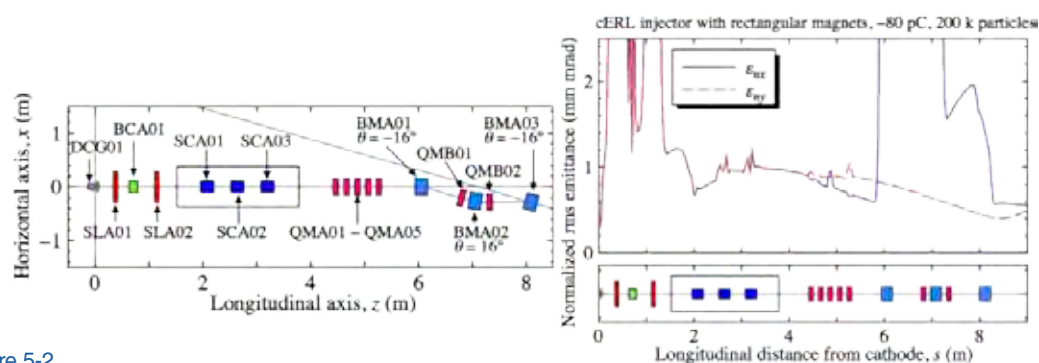 cERL injector with rectangular magnets, −80 pC, 200 k particles
Horizontal axis, x (m)
1
0
−1
DCG01
BCA01
SCA01
SCA03
BMA01
θ = −16°
QMB01
QMB02
BMA03
θ = −16°
SLA01
SLA02
SCA02
QMA01 − QMA05
BMA02
θ = 16°
0
2
4
6
8
Longitudinal axis, z (m)
Normalized rms emittance (mm mrad)
2
1
0
εnx
εny
0
2
4
6
8
Longitudinal distance from cathode, s (m)
re 5-2